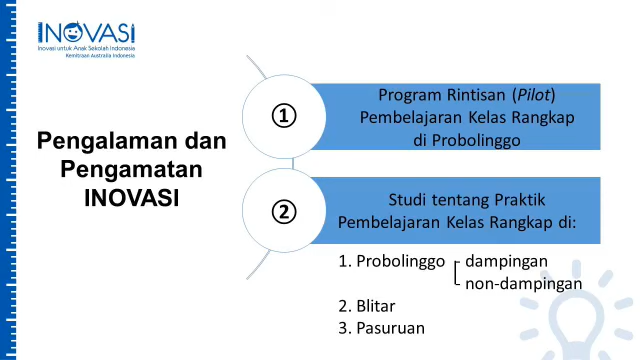 INOVASI
Inovasi untuk Anak Sekolah Indonesia
Kemitraan Australia Indonesia
Pengalaman dan
Pengamatan
INOVASI
①
Program Rintisan (Pilot)
Pembelajaran Kelas Rangkap
di Probolinggo
②
Studi tentang Praktik
Pembelajaran Kelas Rangkap di:
1. Probolinggo dampingan
non-dampingan
2. Blitar
3. Pasuruan